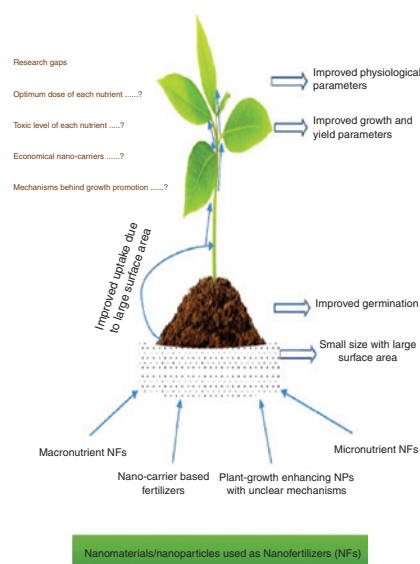 Research gaps
Optimum dose of each nutrient ......?
Toxic level of each nutrient .....?
Economical nano-carriers ......?
Mechanisms behind growth promotion ......?
Improved physiological
parameters
Improved growth and
yield parameters
Improved uptake due
to large surface area
Improved germination
Small size with large
surface area
Macronutrient NFs
Nano-carrier based
fertilizers
Plant-growth enhancing NPs
with unclear mechanisms
Micronutrient NFs
Nanomaterials/nanoparticles used as Nanofertilizers (NFs)